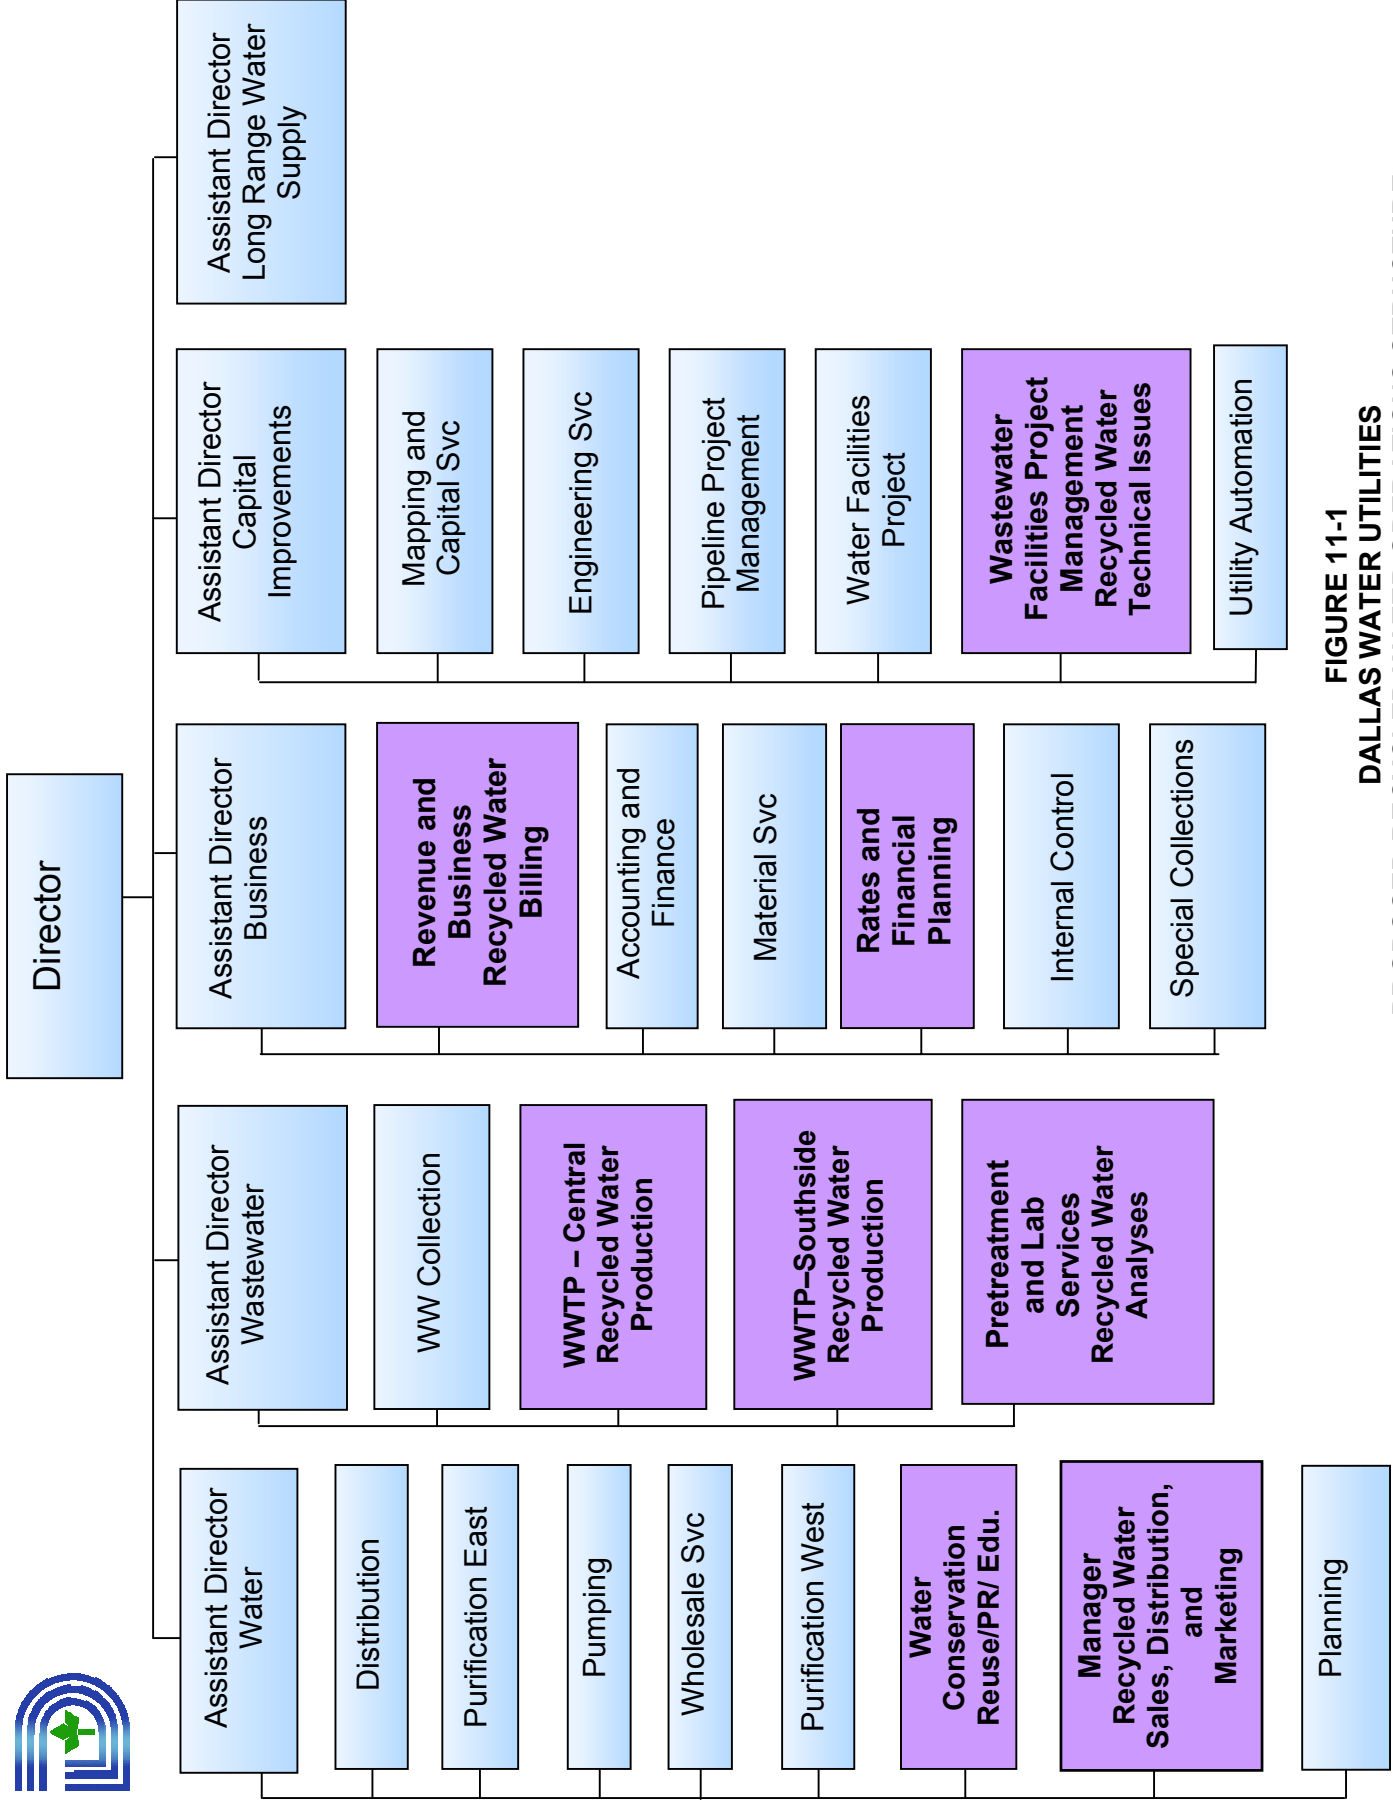 Director
Assistant Director
Water
Distribution
Purification East
Pumping
Wholesale Svc
Purification West
Water
Conservation
Reuse/PR/ Edu.
Manager
Recycled Water
Sales, Distribution,
and
Marketing
Planning
Assistant Director
Wastewater
WW Collection
WWTP – Central
Recycled Water
Production
WWTP–Southside
Recycled Water
Production
Pretreatment
and Lab
Services
Recycled Water
Analyses
Assistant Director
Business
Revenue and
Business
Recycled Water
Billing
Accounting and
Finance
Material Svc
Rates and
Financial
Planning
Internal Control
Special Collections
Assistant Director
Capital
Improvements
Mapping and
Capital Svc
Engineering Svc
Pipeline Project
Management
Water Facilities
Project
Wastewater
Facilities Project
Management
Recycled Water
Technical Issues
Utility Automation
Assistant Director
Long Range Water
Supply
FIGURE 11-1
DALLAS WATER UTILITIES